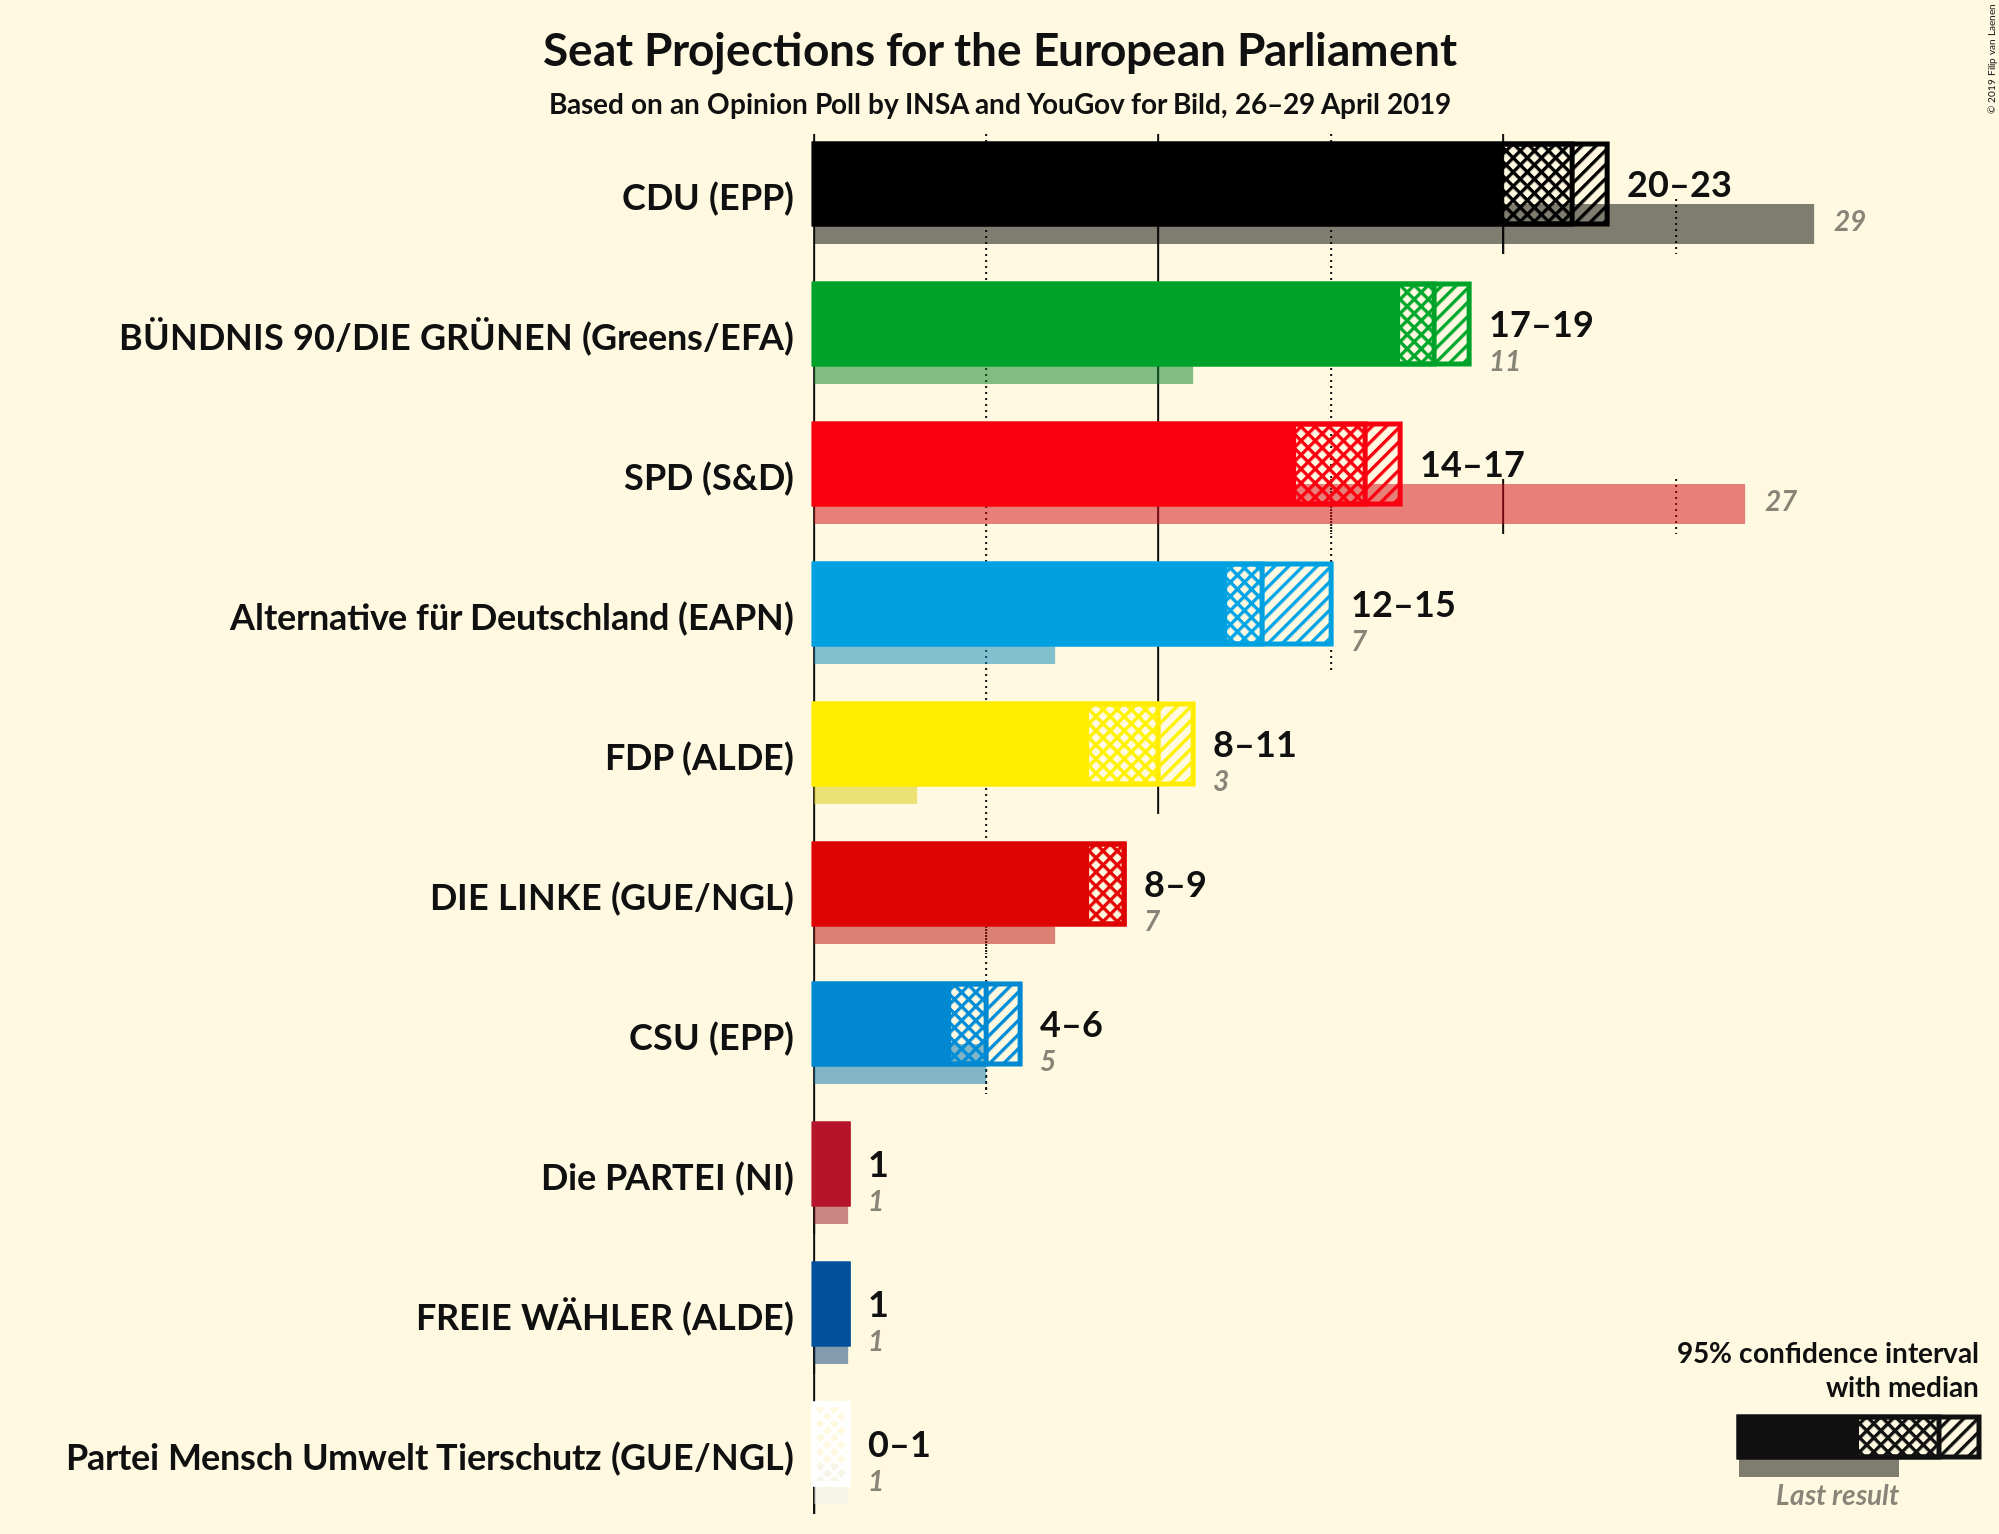 Seat Projections for the European Parliament
Based on an Opinion Poll by INSA and YouGov for Bild, 26–29 April 2019
© 2019 Filip van Laenen
CDU (EPP)
20–23
29
BÜNDNIS 90/DIE GRÜNEN (Greens/EFA)
17–19
11
SPD (S&D)
14–17
27
Alternative für Deutschland (EAPN)
12–15
7
FDP (ALDE)
8–11
3
DIE LINKE (GUE/NGL)
8–9
7
CSU (EPP)
4–6
5
Die PARTEI (NI)
1
1
FREIE WÄHLER (ALDE)
1
1
Partei Mensch Umwelt Tierschutz (GUE/NGL)
0–1
1
95% confidence interval
with median
Last result